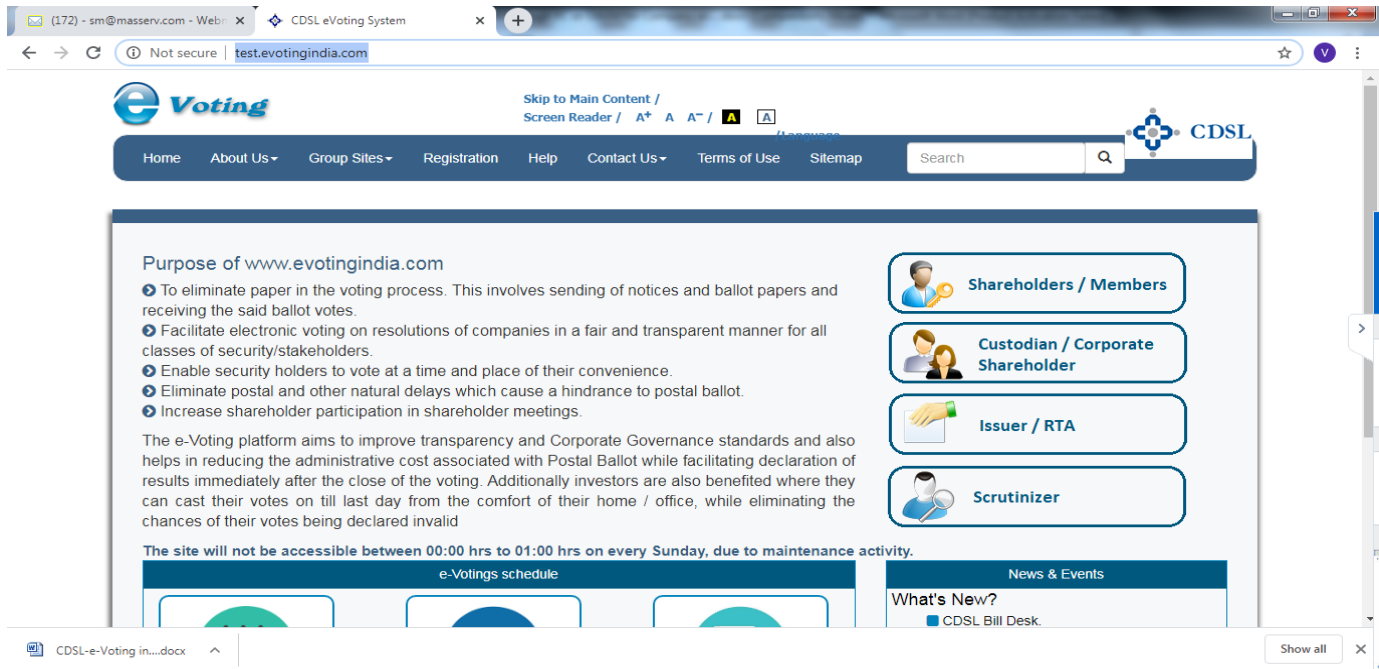 (172) - sm@masserv.com - Webm
CDSL eVoting System
Not secure | test.evotingindia.com
V
e Voting
Skip to Main Content /
Screen Reader / A+ A A- / A A
/Language
CDSL
Home About Us Group Sites Registration Help Contact Us Terms of Use Sitemap Search
Purpose of www.evotingindia.com
To eliminate paper in the voting process. This involves sending of notices and ballot papers and
receiving the said ballot votes.
Facilitate electronic voting on resolutions of companies in a fair and transparent manner for all
classes of security/stakeholders.
Enable security holders to vote at a time and place of their convenience.
Eliminate postal and other natural delays which cause a hindrance to postal ballot.
Increase shareholder participation in shareholder meetings.
The e-Voting platform aims to improve transparency and Corporate Governance standards and also
helps in reducing the administrative cost associated with Postal Ballot while facilitating declaration of
results immediately after the close of the voting. Additionally investors are also benefited where they
can cast their votes on till last day from the comfort of their home / office, while eliminating the
chances of their votes being declared invalid
Shareholders / Members
Custodian / Corporate
Shareholder
Issuer / RTA
Scrutinizer
The site will not be accessible between 00:00 hrs to 01:00 hrs on every Sunday, due to maintenance activity.
e-Votings schedule
News & Events
What's New?
CDSL Bill Desk.
CDSL-e-Voting in....docx
Show all